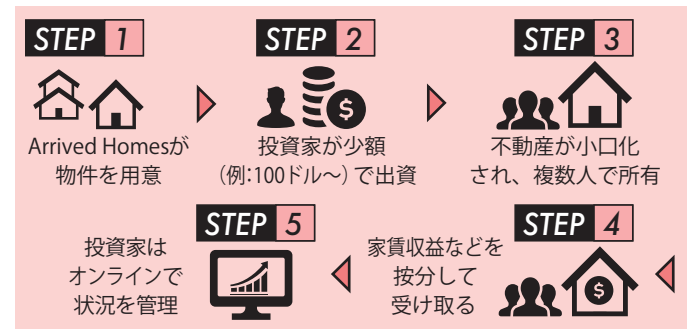 STEP 1
Arrived Homesが
物件を用意
STEP 2
$
投資家が少額
（例:100ドル～）で出資
STEP 3
不動産が小口化
され、複数人で所有
STEP 4
$
家賃収益などを
按分して
受け取る
STEP 5
投資家は
オンラインで
状況を管理